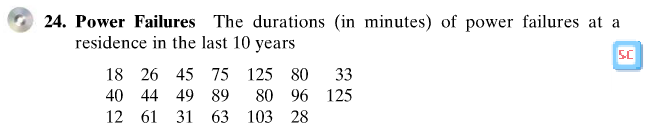 24. Power Failures The durations (in minutes) of power failures at a
residence in the last 10 years
18 26 45 75 125 80 33
40 44 49 89 80 96 125
12 61 31 63 103 28
SC